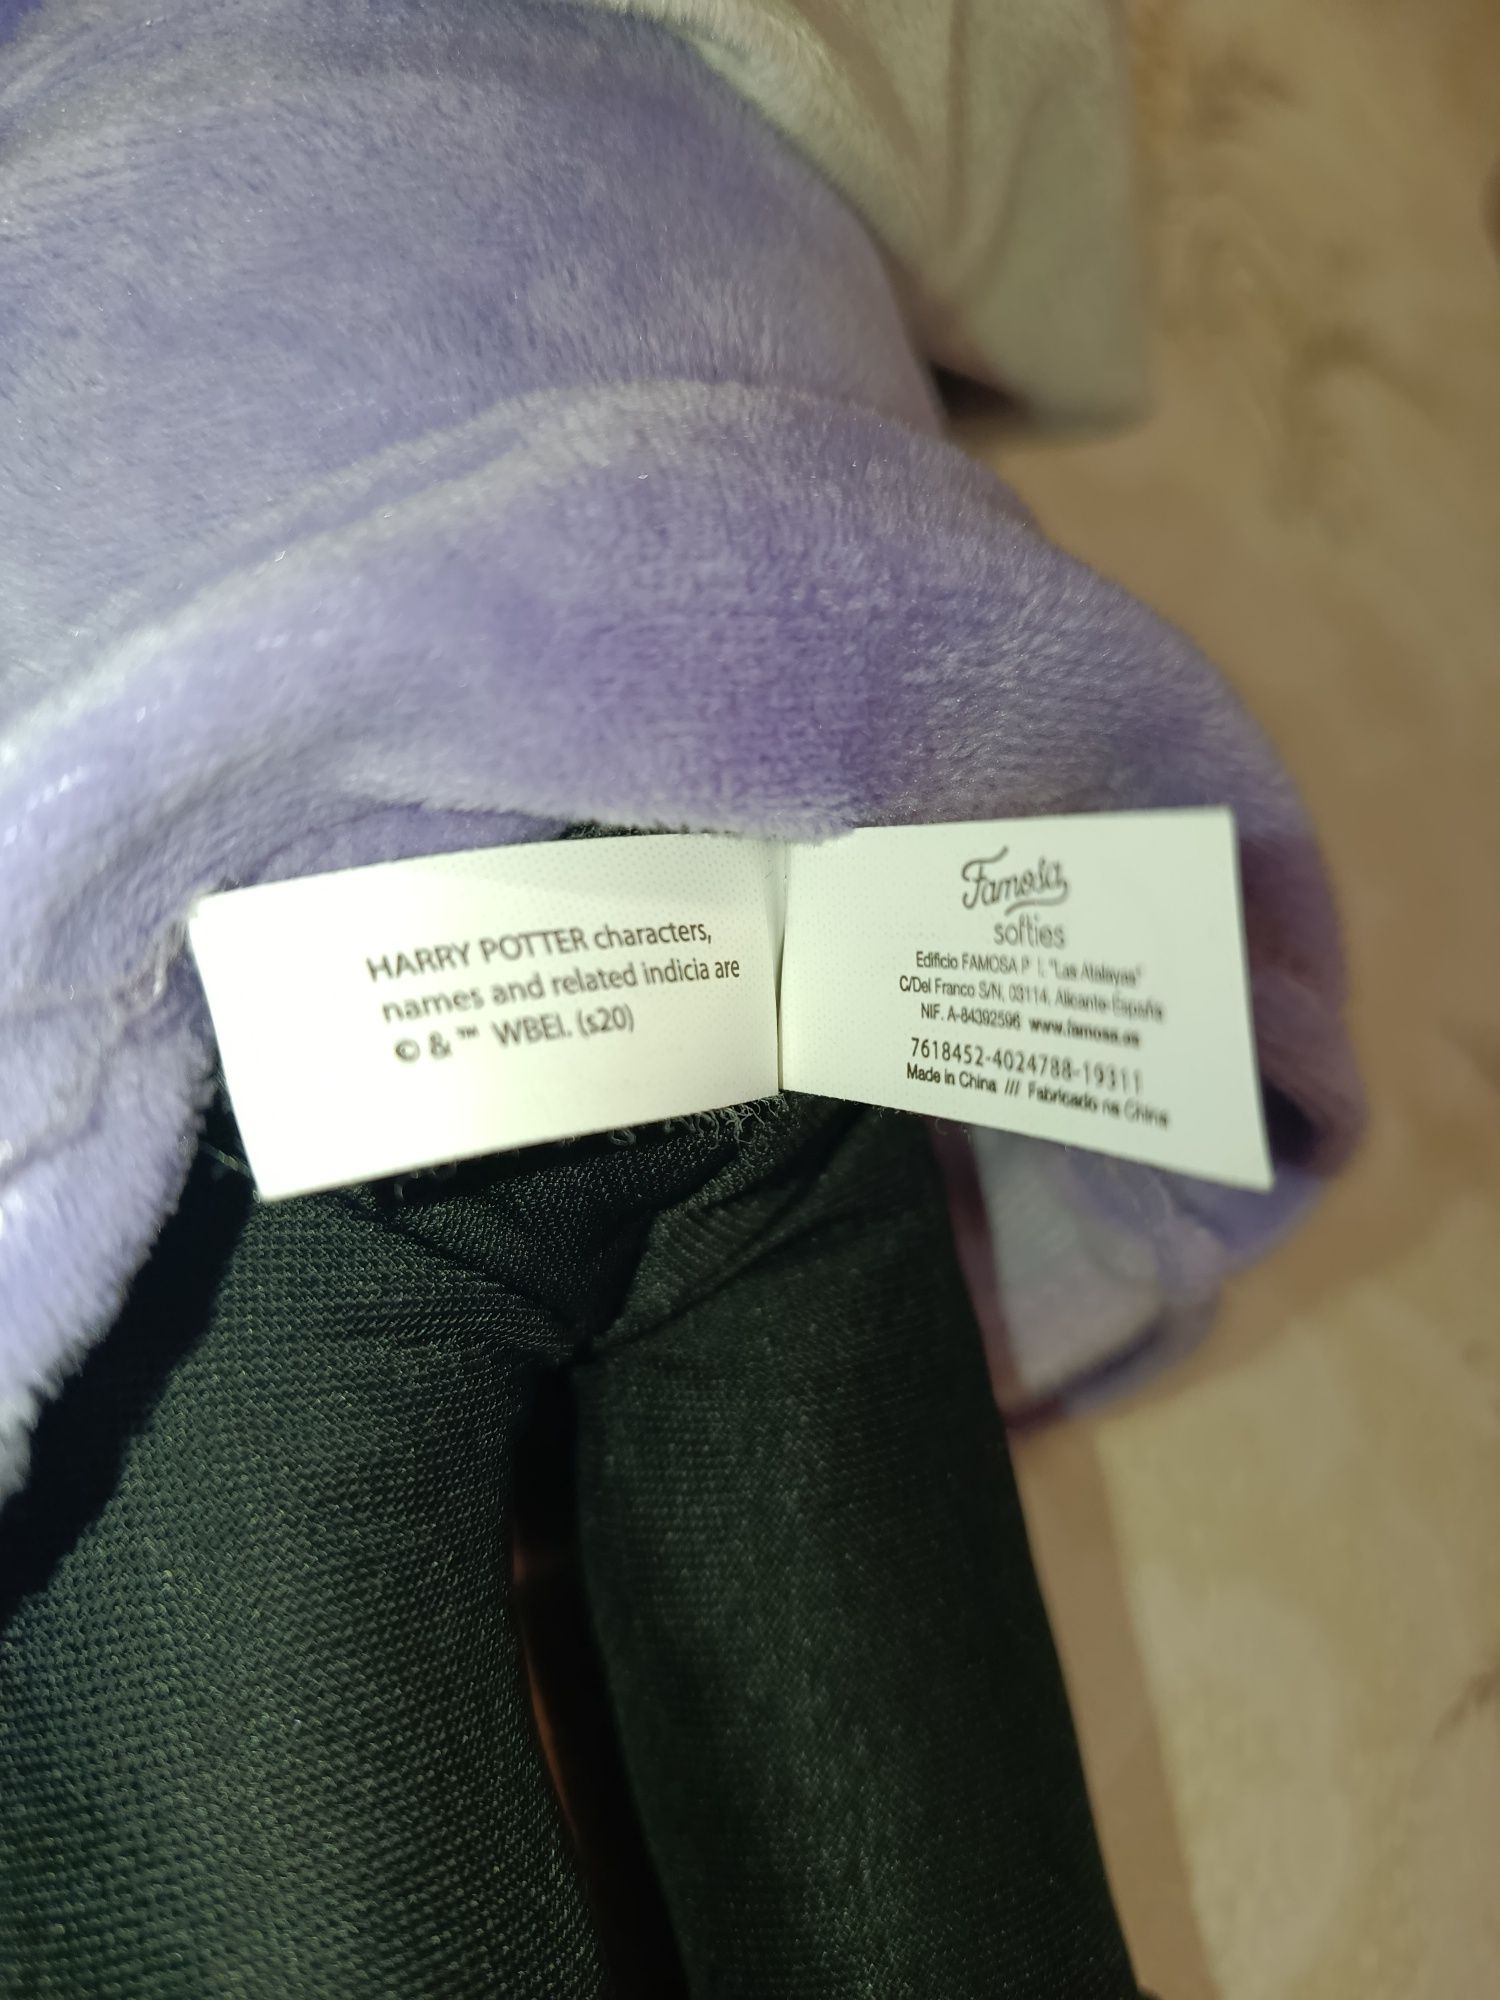 HARRY POTTER characters,
names and related indicia are
© & ™ WBEI. (s20)
Famosa
softies
Edificio FAMOSA P. I. "Las Atalayas"
C/Del Franco S/N, 03114, Alicante-España
NIF. A-84392596 www.famosa.es
7618452-4024788-19311
Made in China /// Fabricado na China